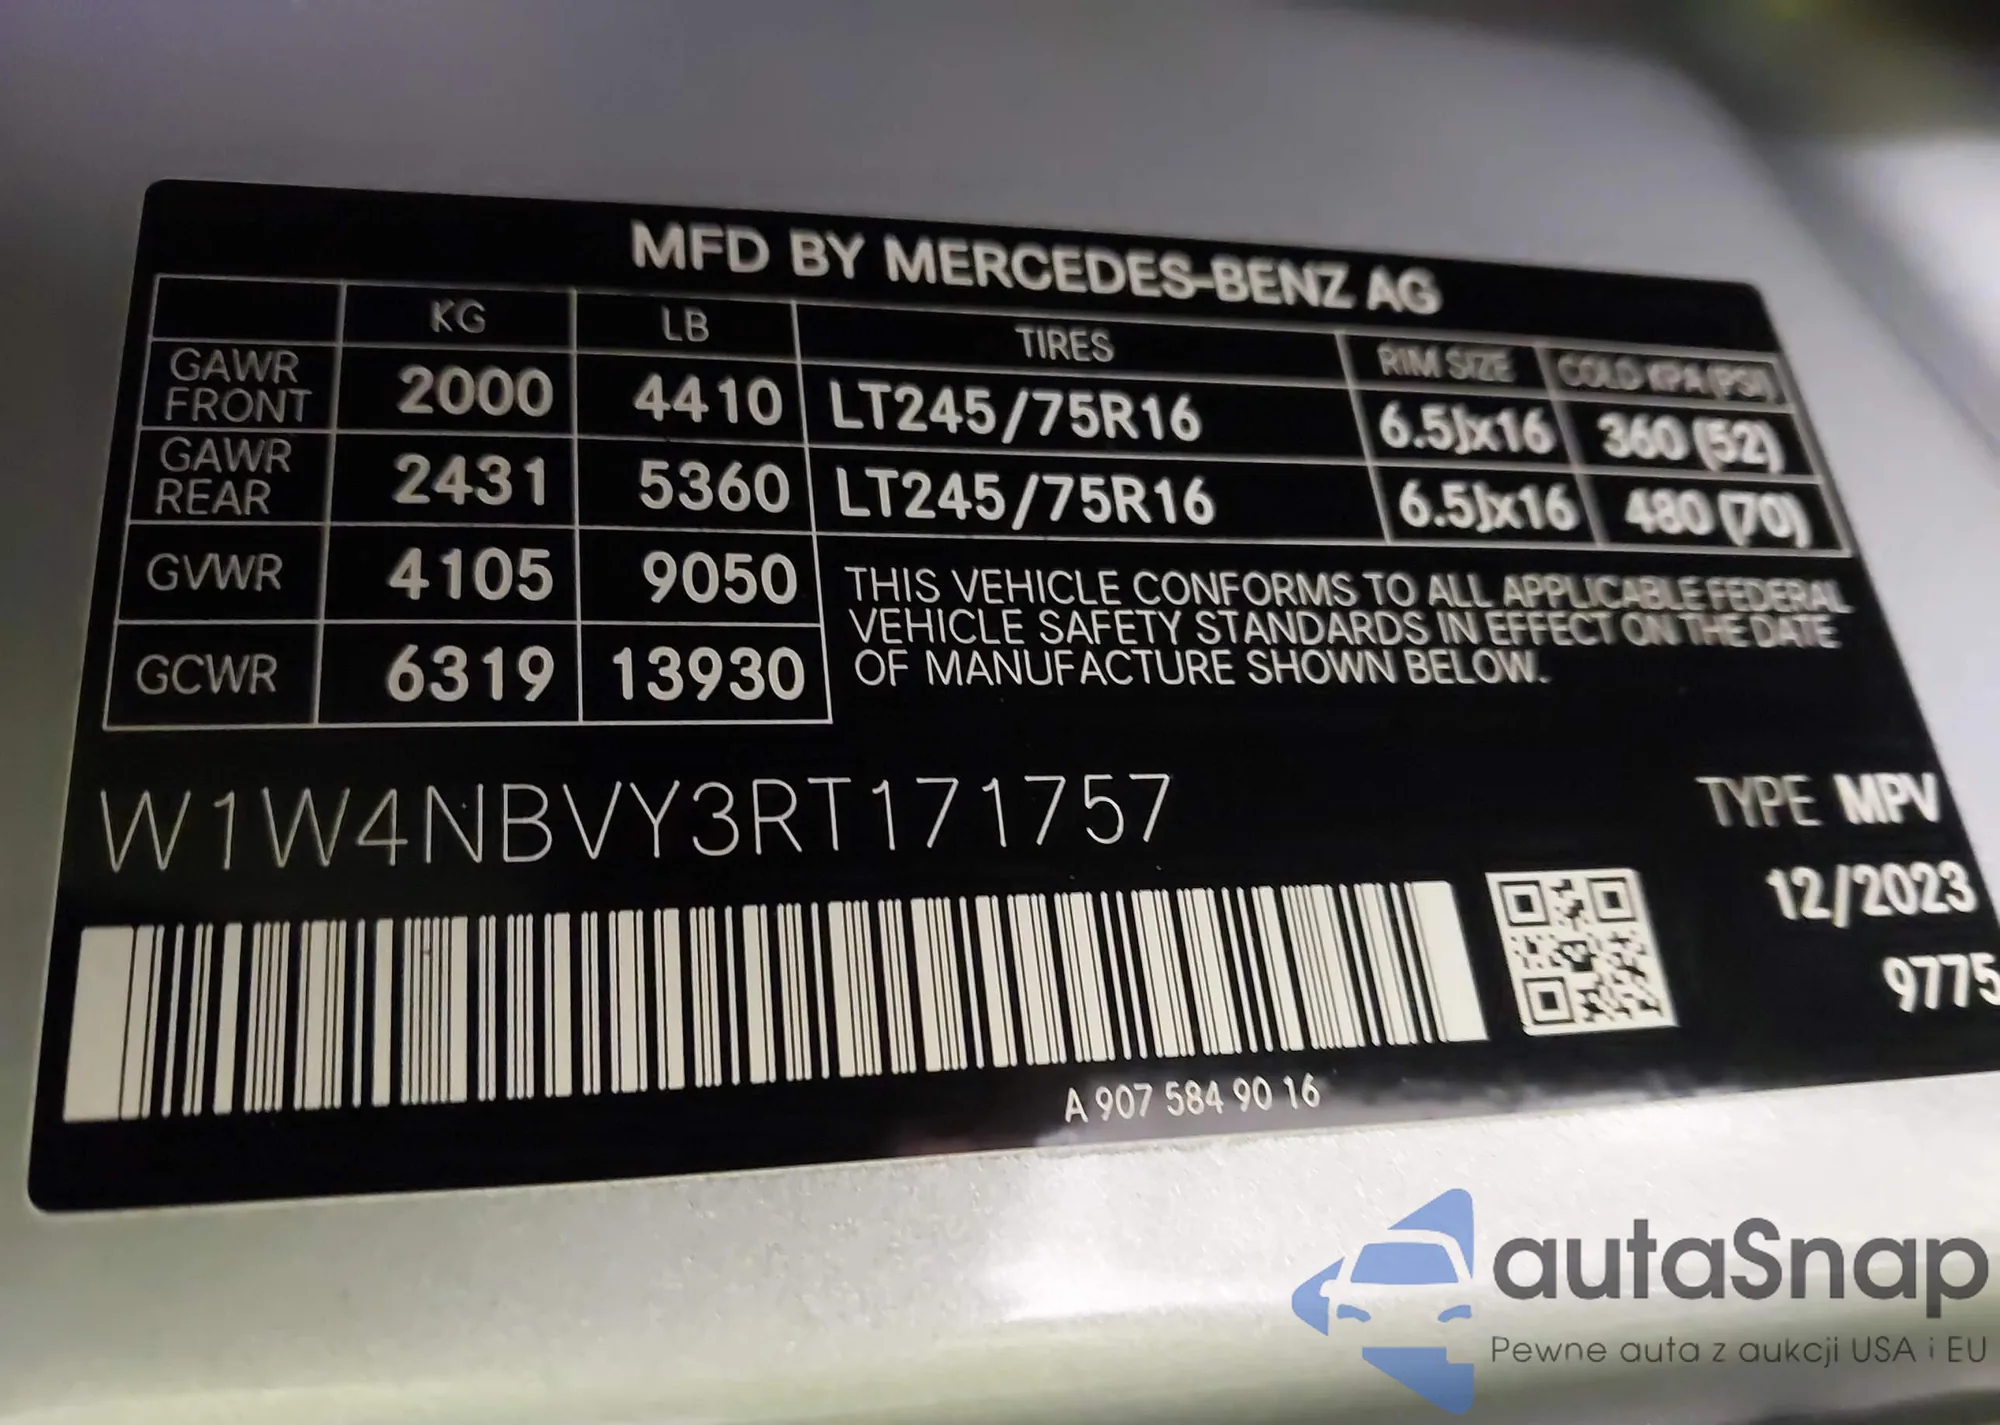 MFD BY MERCEDES-BENZ AG
KG LB TIRES RIM SIZE COLD KPA (PSI)
GAWR FRONT 2000 4410 LT245/75R16 6.5Jx16 360 (52)
GAWR REAR 2431 5360 LT245/75R16 6.5Jx16 480 (70)
GVWR 4105 9050
GCWR 6319 13930
THIS VEHICLE CONFORMS TO ALL APPLICABLE FEDERAL
VEHICLE SAFETY STANDARDS IN EFFECT ON THE DATE
OF MANUFACTURE SHOWN BELOW.
W1W4NBVY3RT171757
TYPE MPV
12/2023
9775
A 907 584 90 16
autaSnap
Pewne auta z aukcji USA i EU